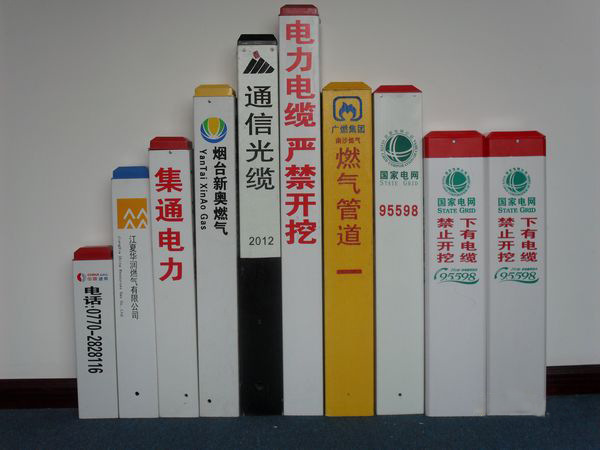 电话:0770-2828116
江夏华润燃气有限公司
集通电力
烟台新奥燃气
YanTai XinAo Gas
通信光缆
2012
电力电缆 严禁开挖
广燃集团
南沙燃气
燃气管道
国家电网
STATE GRID
95598
国家电网
STATE GRID
下有电缆
禁止开挖
95598
国家电网
STATE GRID
下有电缆
禁止开挖
95598